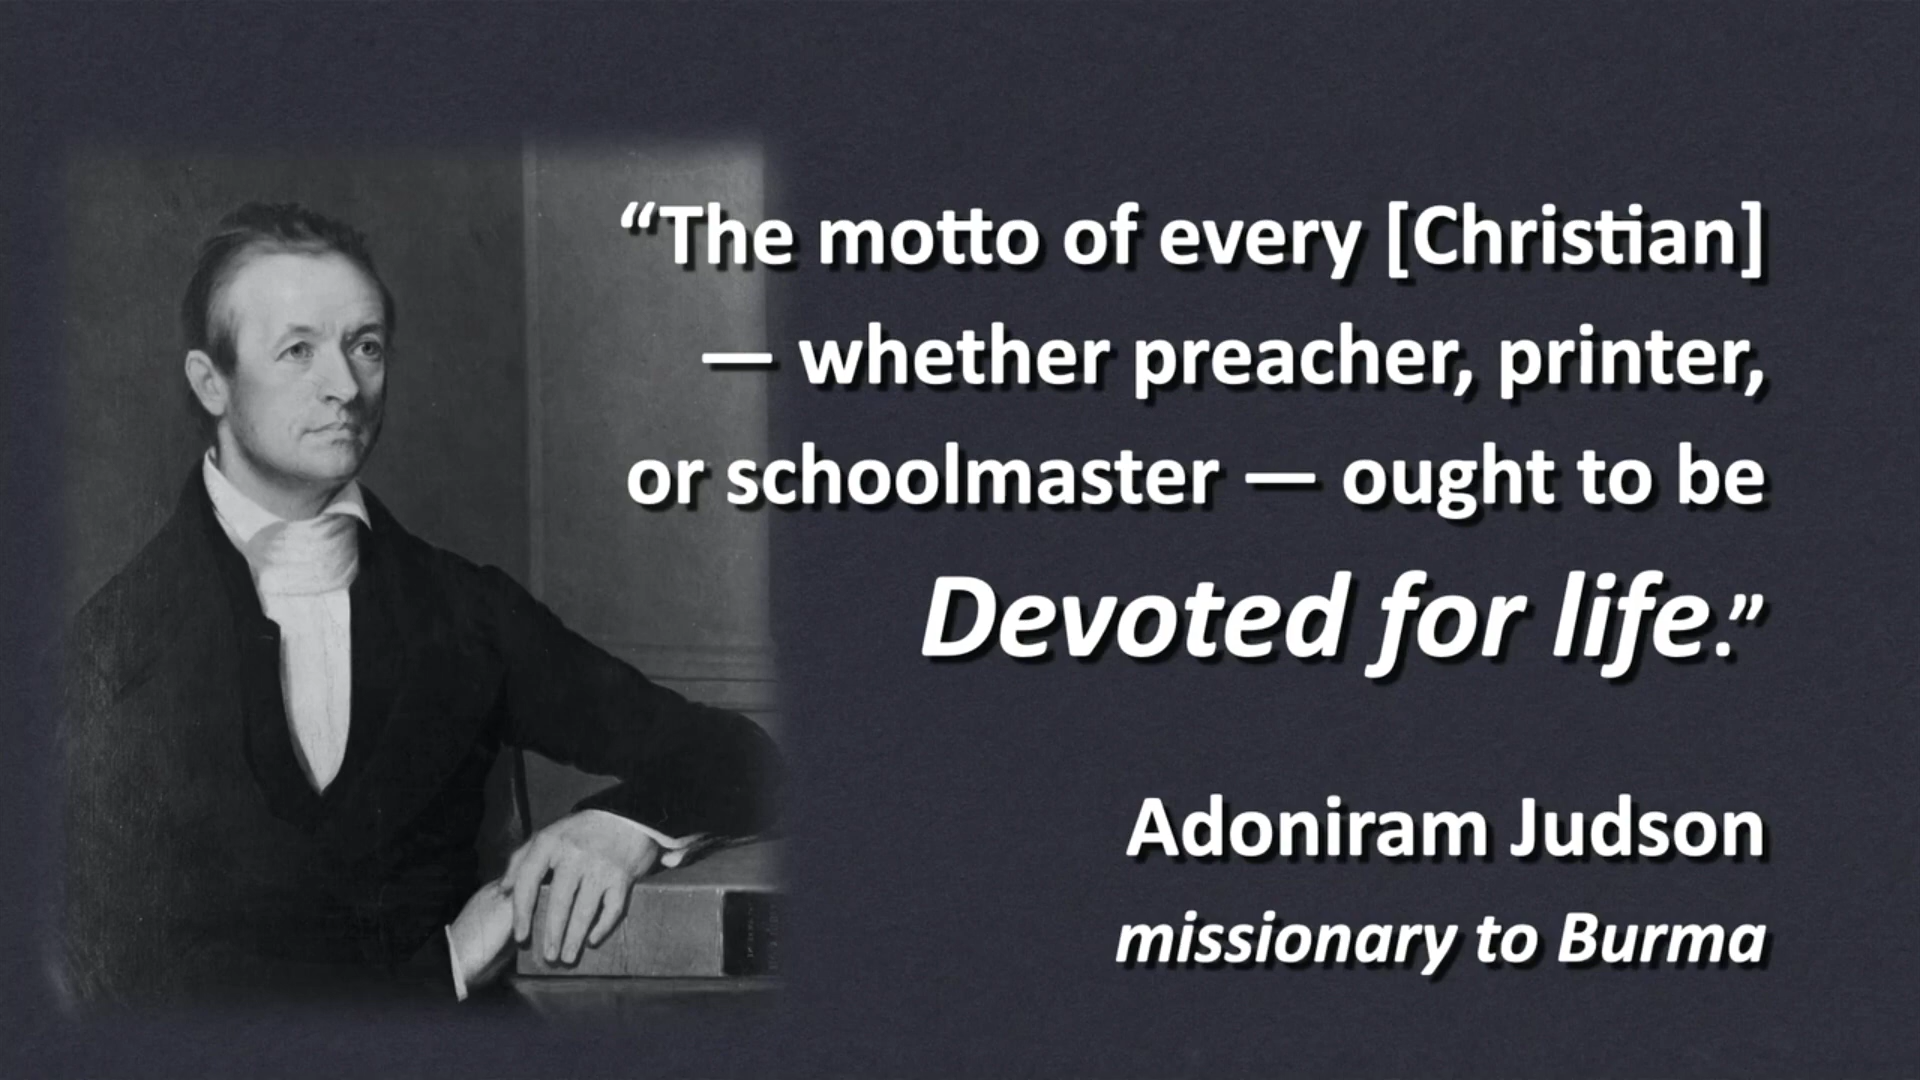 “The motto of every [Christian]
— whether preacher, printer,
or schoolmaster — ought to be
Devoted for life.”
Adoniram Judson
missionary to Burma